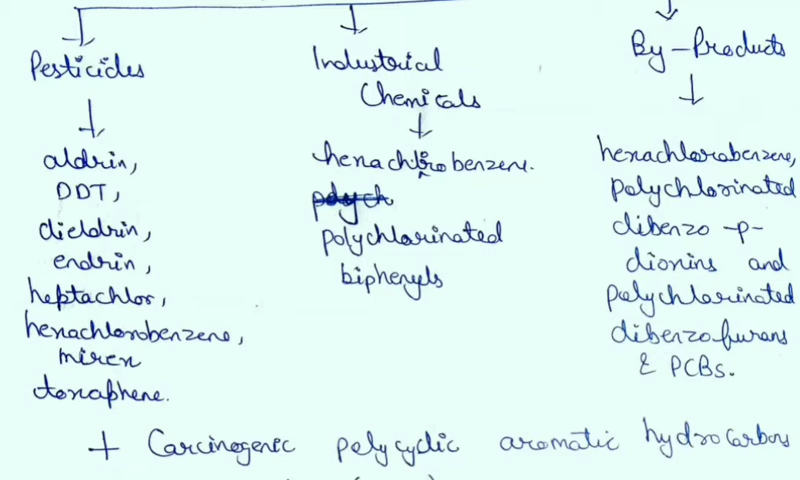 Pesticides
aldrin,
DDT,
dieldrin,
endrin,
heptachlor,
hexachlorobenzene,
mirex
toxaphene.
Industrial
Chemicals
hexachlorobenzene.
polychlorinated
biphenyls
By-Products
hexachlorobenzene,
polychlorinated
dibenzo-p-
dioxins and
polychlorinated
dibenzofurans
& PCBs.
+ Carcinogenic polycyclic aromatic hydrocarbons